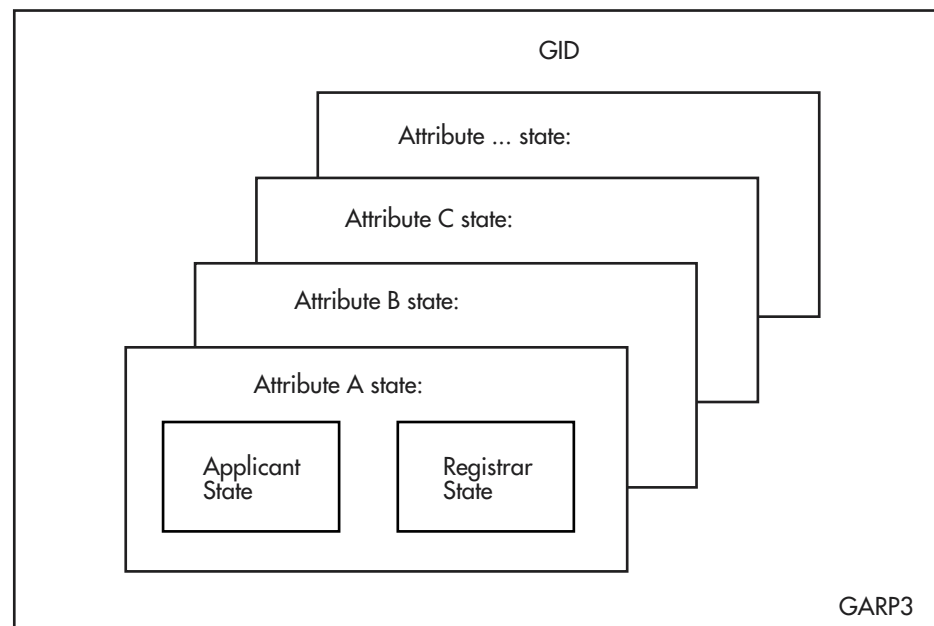 GID
Attribute ... state:
Attribute C state:
Attribute B state:
Attribute A state:
Applicant
State
Registrar
State
GARP3